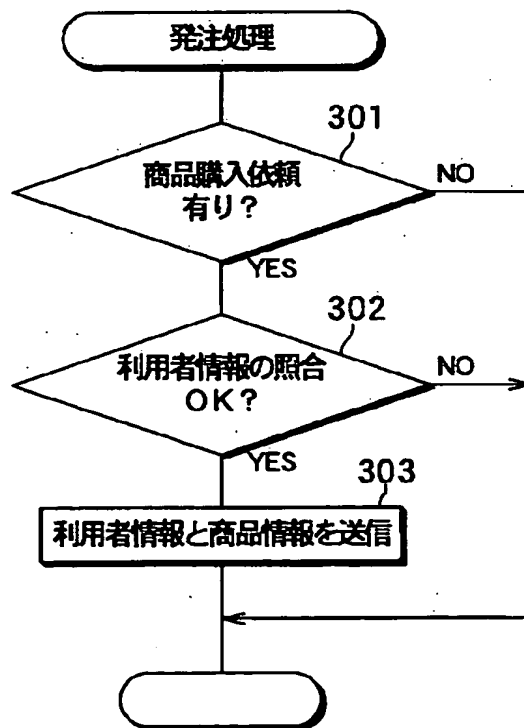 発注処理
301
商品購入依頼
有り？
NO
YES
302
利用者情報の照合
OK？
NO
YES
303
利用者情報と商品情報を送信